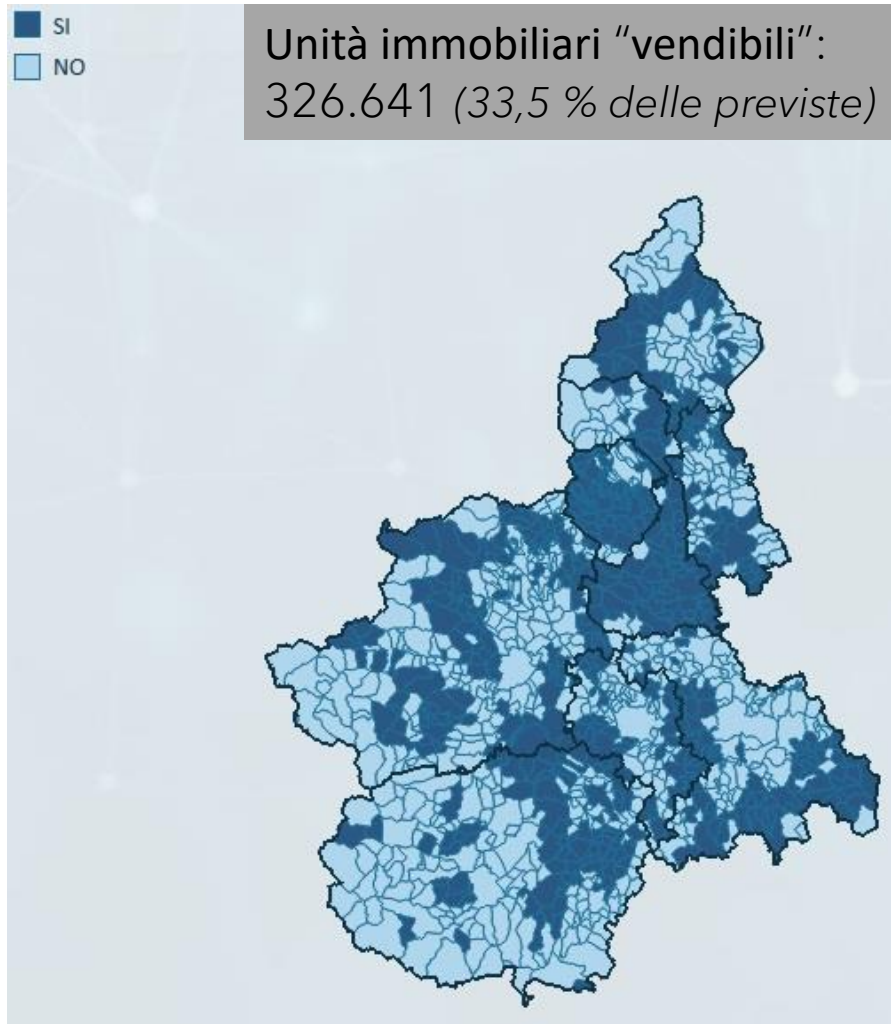 SI
NO
Unità immobiliari "vendibili":
326.641 (33,5 % delle previste)